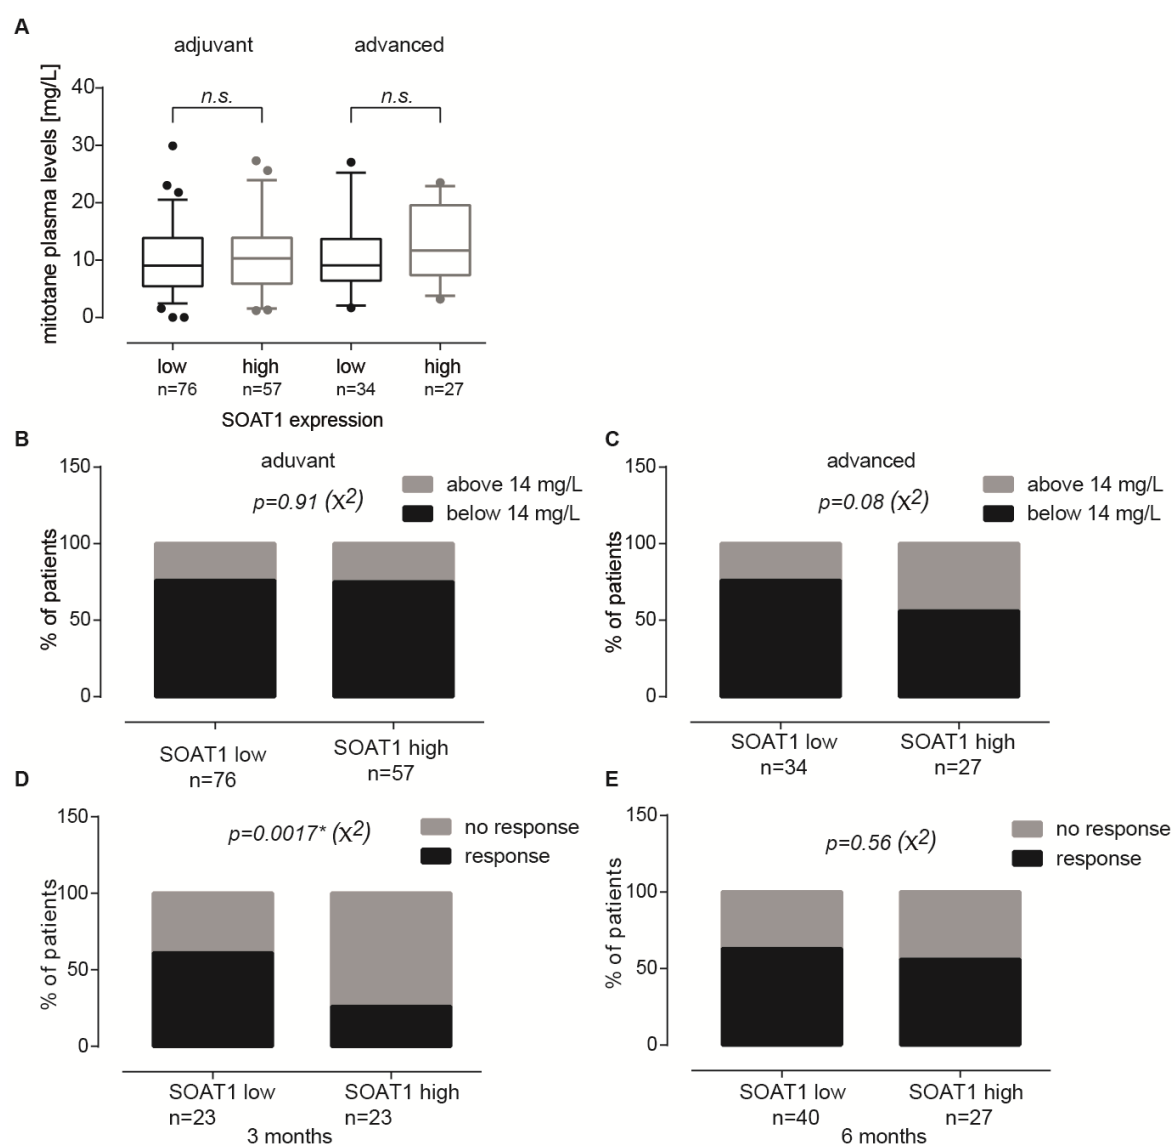 A
adjuvant advanced
mitotane plasma levels [mg/L]
40
30
20
10
0
n.s. n.s.
low high low high
n=76 n=57 n=34 n=27
SOAT1 expression
B
aduvant
p=0.91 (X²)
above 14 mg/L
below 14 mg/L
% of patients
150
100
50
0
SOAT1 low SOAT1 high
n=76 n=57
C
advanced
p=0.08 (X²)
above 14 mg/L
below 14 mg/L
% of patients
150
100
50
0
SOAT1 low SOAT1 high
n=34 n=27
D
p=0.0017* (X²)
no response
response
% of patients
150
100
50
0
SOAT1 low SOAT1 high
n=23 n=23
3 months
E
p=0.56 (X²)
no response
response
% of patients
150
100
50
0
SOAT1 low SOAT1 high
n=40 n=27
6 months